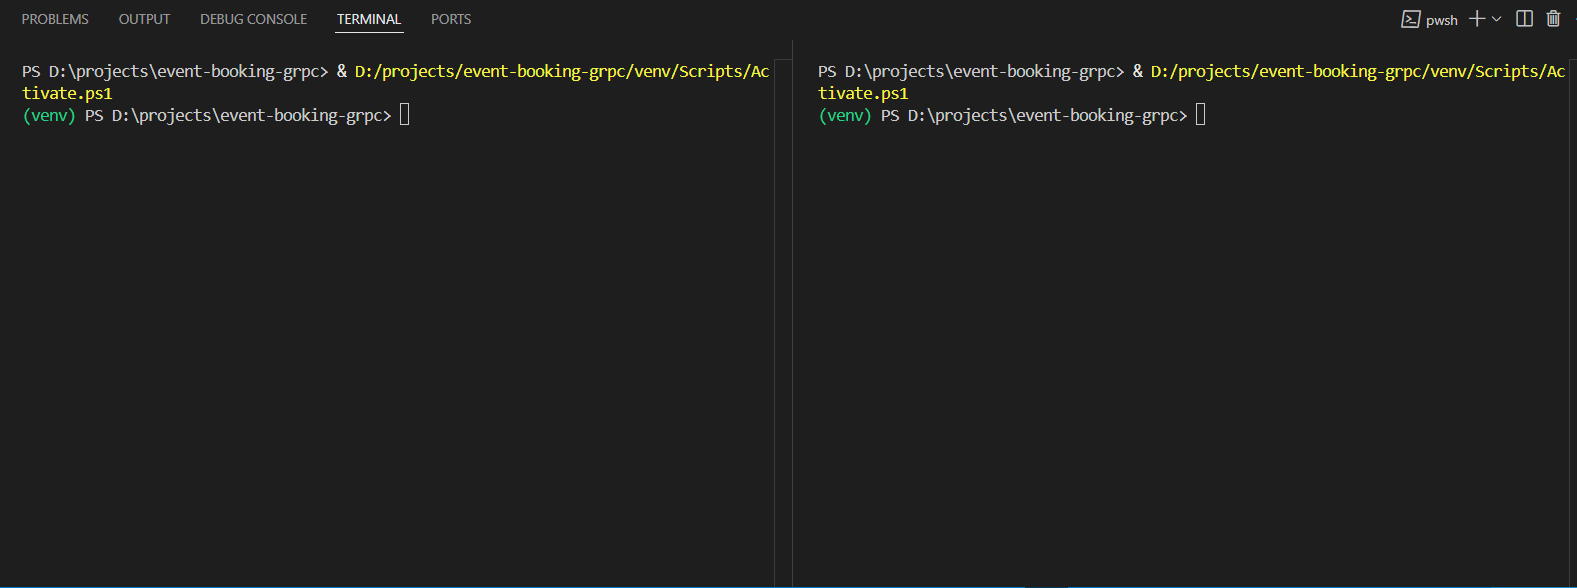 PROBLEMS OUTPUT DEBUG CONSOLE TERMINAL PORTS pwsh
PS D:\projects\event-booking-grpc> & D:/projects/event-booking-grpc/venv/Scripts/Ac
tivate.ps1
(venv) PS D:\projects\event-booking-grpc>
PS D:\projects\event-booking-grpc> & D:/projects/event-booking-grpc/venv/Scripts/Ac
tivate.ps1
(venv) PS D:\projects\event-booking-grpc>